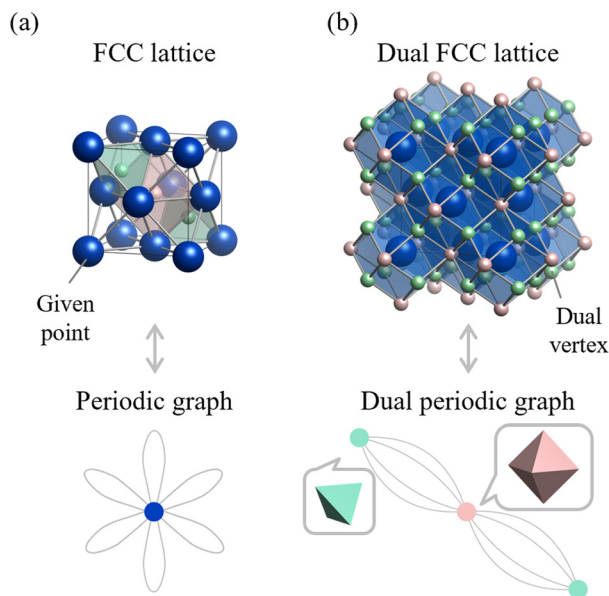 (a)
FCC lattice
Given
point
Periodic graph
(b)
Dual FCC lattice
Dual
vertex
Dual periodic graph